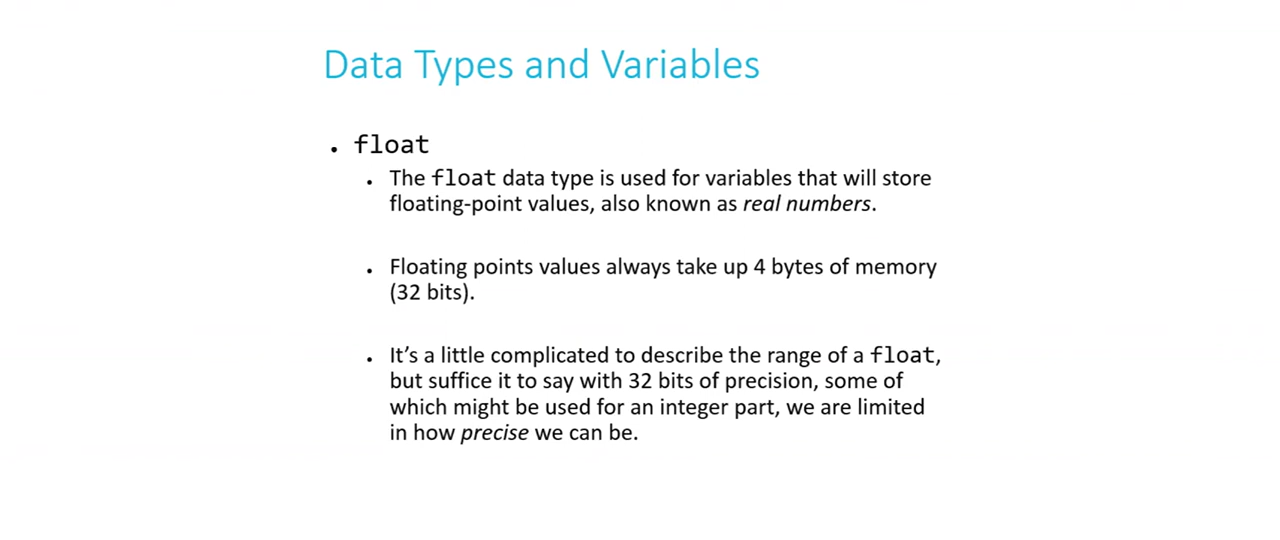 Data Types and Variables
• float
• The float data type is used for variables that will store
floating-point values, also known as real numbers.
• Floating points values always take up 4 bytes of memory
(32 bits).
• It’s a little complicated to describe the range of a float,
but suffice it to say with 32 bits of precision, some of
which might be used for an integer part, we are limited
in how precise we can be.